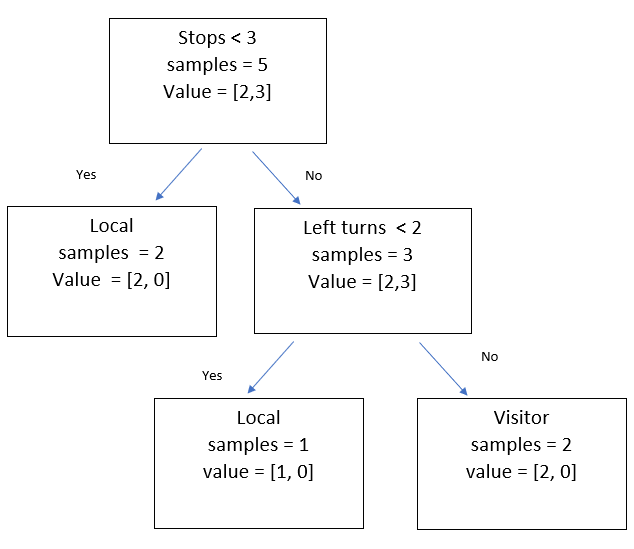 Stops < 3
samples = 5
Value = [2,3]
Yes
No
Local
samples = 2
Value = [2, 0]
Left turns < 2
samples = 3
Value = [2,3]
Yes
No
Local
samples = 1
value = [1, 0]
Visitor
samples = 2
value = [2, 0]